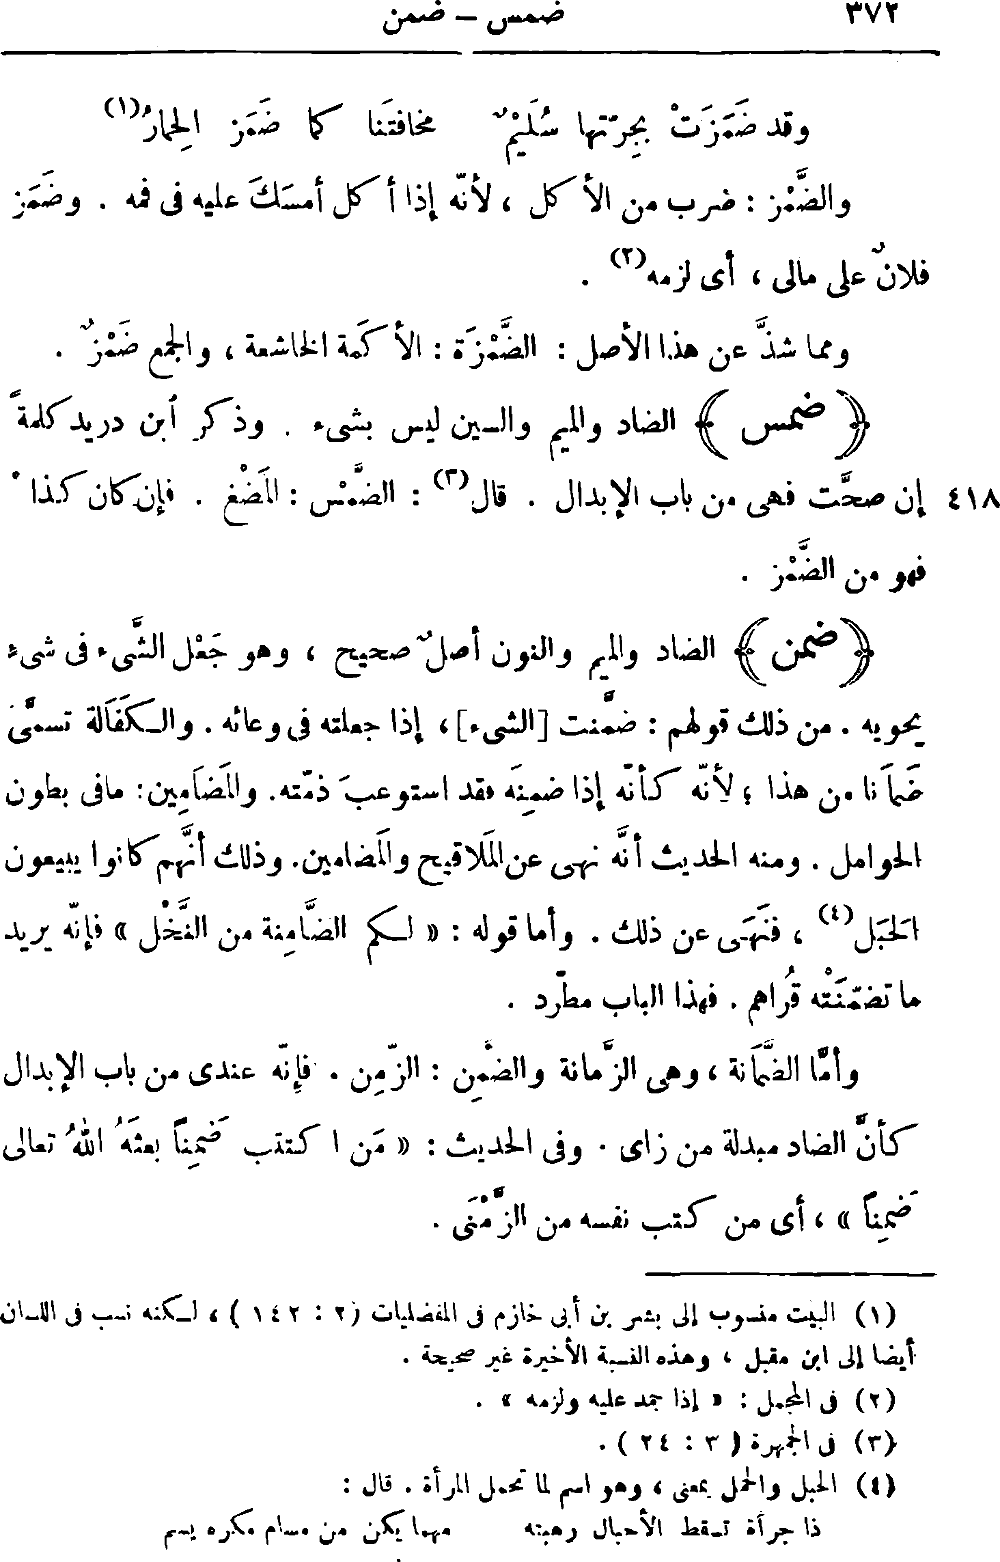 ٣٧٢ ضمس – ضمن
وقد ضَمَزَتْ بِجِرّتها سُلَيْمٌ مخافتَنا كما ضَمَز الحِمارُ(١)
والضَّمْز : ضرب من الأكل ، لأنّه إذا أكل أمسَكَ عليه فى فمه . وضَمَز
فلانٌ على مالى ، أى لزمه(٢) .
ومما شذَّ عن هذا الأصل : الضَّمْزَة : الأكَمة الخاشعة ، والجمع ضَمْزٌ .
﴿ ضمس ﴾ الضاد والميم والسين ليس بشىء . وذكر ابن دريد كلمةً
٤١٨ إن صحَّت فهى من باب الإبدال . قال(٣) : الضَّمْس : المَضْغ . فإن كان كذا
فهو من الضَّمْز .
﴿ ضمن ﴾ الضاد والميم والنون أصلٌ صحيح ، وهو جَعْل الشَّىء فى شىءٍ
يحويه . من ذلك قولهم : ضمَّنت [الشىء]، إذا جعلته فى وعائه . والكَفَالة تسمَّى
ضَمَانا من هذا ؛ لأنّه كأنّه إذا ضمِنَه فقد استوعبَ ذمّته. والمَضَامِين: مافى بطون
الحوامل . ومنه الحديث أنَّه نهى عن المَلَاقيح والمَضامين. وذلك أنَّهم كانوا يبيعون
الحَبَل(٤) ، فنَهَى عن ذلك . وأما قوله : « لكم الضَّامِنة من النَّخْل » فإنّه يريد
ما تضمّنَتْه قُراهم . فهذا الباب مطّرد .
وأمَّا الضَّمَانة ، وهى الزَّمانة والضَّمِن : الزّمِن . فإنّه عندى من باب الإبدال
كأنَّ الضاد مبدلة من زاى . وفى الحديث : « مَن اكتتب ضَمِناً بعثَهُ اللهُ تعالى
ضَمِناً » ، أى من كتب نفسه من الزَّمْنَى .
(١) البيت منسوب إلى بشر بن أبى خازم فى المفضليات (٢ : ١٤٢ ) ، لكنه نسب فى اللسان
أيضا إلى ابن مقبل ، وهذه النسبة الأخيرة غير صحيحة .
(٢) فى المجمل : « إذا جمد عليه ولزمه » .
(٣) فى الجمهرة ( ٣ : ٢٤ ) .
(٤) الحبل والحمل بمعنى ، وهو اسم لما تحمل المرأة . قال :
ذا جرأة تسقط الأحبال رهبته مهما يكن من مسام مكره يسم